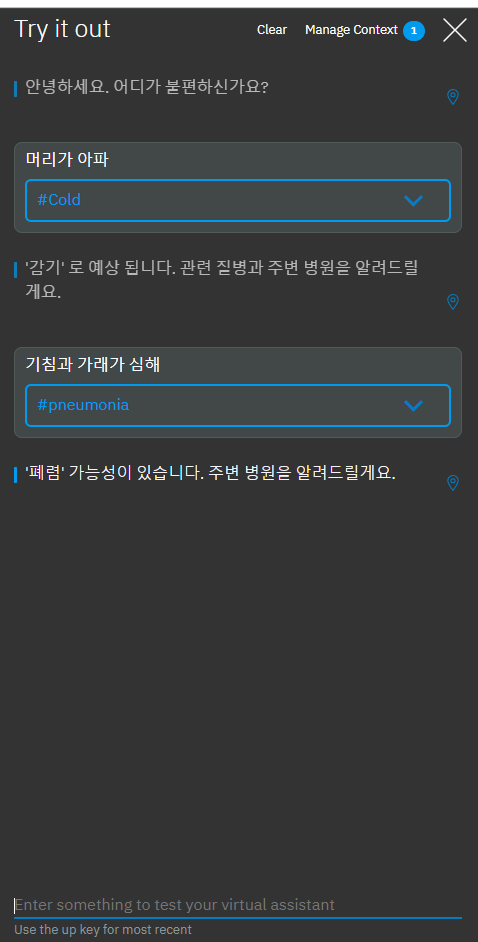 Try it out
Clear
Manage Context 1
안녕하세요. 어디가 불편하신가요?
머리가 아파
#Cold
'감기' 로 예상 됩니다. 관련 질병과 주변 병원을 알려드릴
게요.
기침과 가래가 심해
#pneumonia
'폐렴' 가능성이 있습니다. 주변 병원을 알려드릴게요.
Enter something to test your virtual assistant
Use the up key for most recent